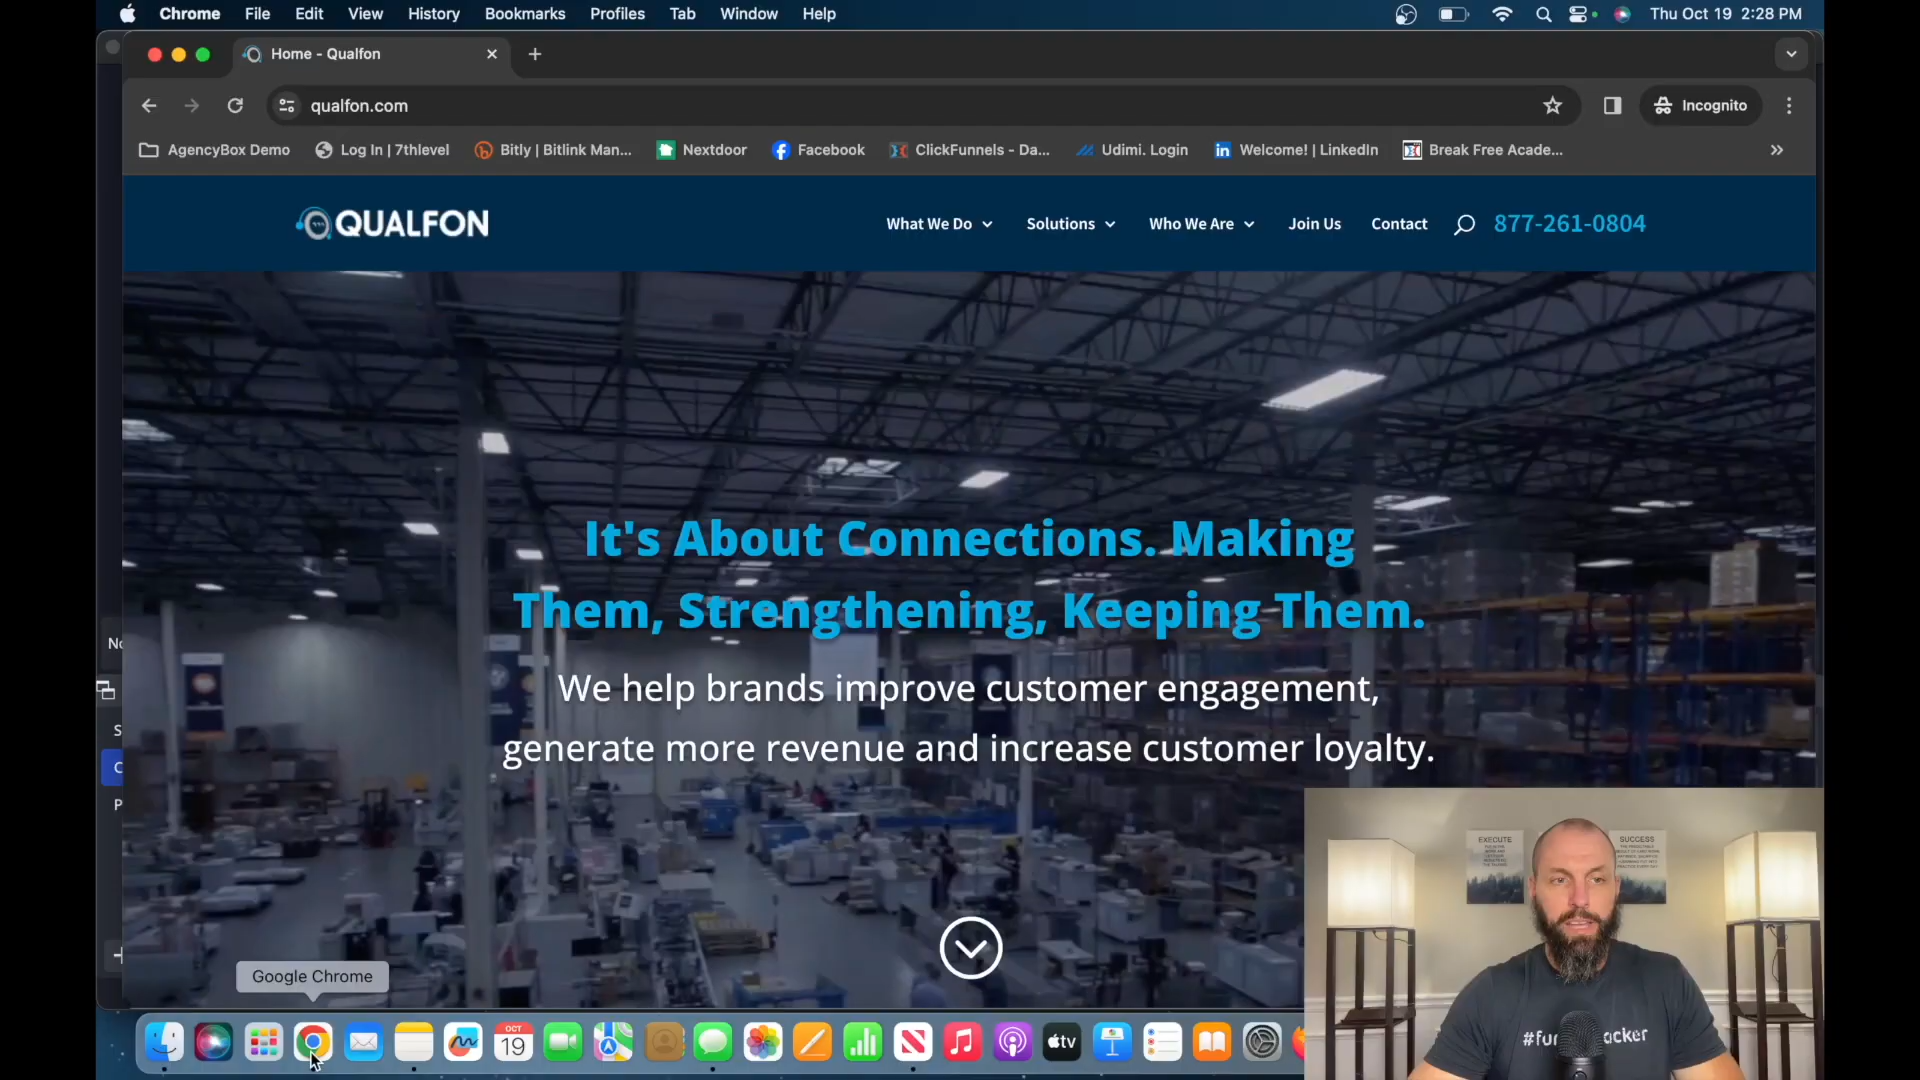 Chrome File Edit View History Bookmarks Profiles Tab Window Help Thu Oct 19 2:28 PM
Home - Qualfon
qualfon.com
Incognito
AgencyBox Demo Log In | 7thlevel Bitly | Bitlink Man... Nextdoor Facebook ClickFunnels - Da... Udimi. Login Welcome! | LinkedIn Break Free Acade...
QUALFON What We Do Solutions Who We Are Join Us Contact 877-261-0804
It's About Connections. Making
Them, Strengthening, Keeping Them.
We help brands improve customer engagement,
generate more revenue and increase customer loyalty.
EXECUTE
SUCCESS
Google Chrome
OCT
19
tv